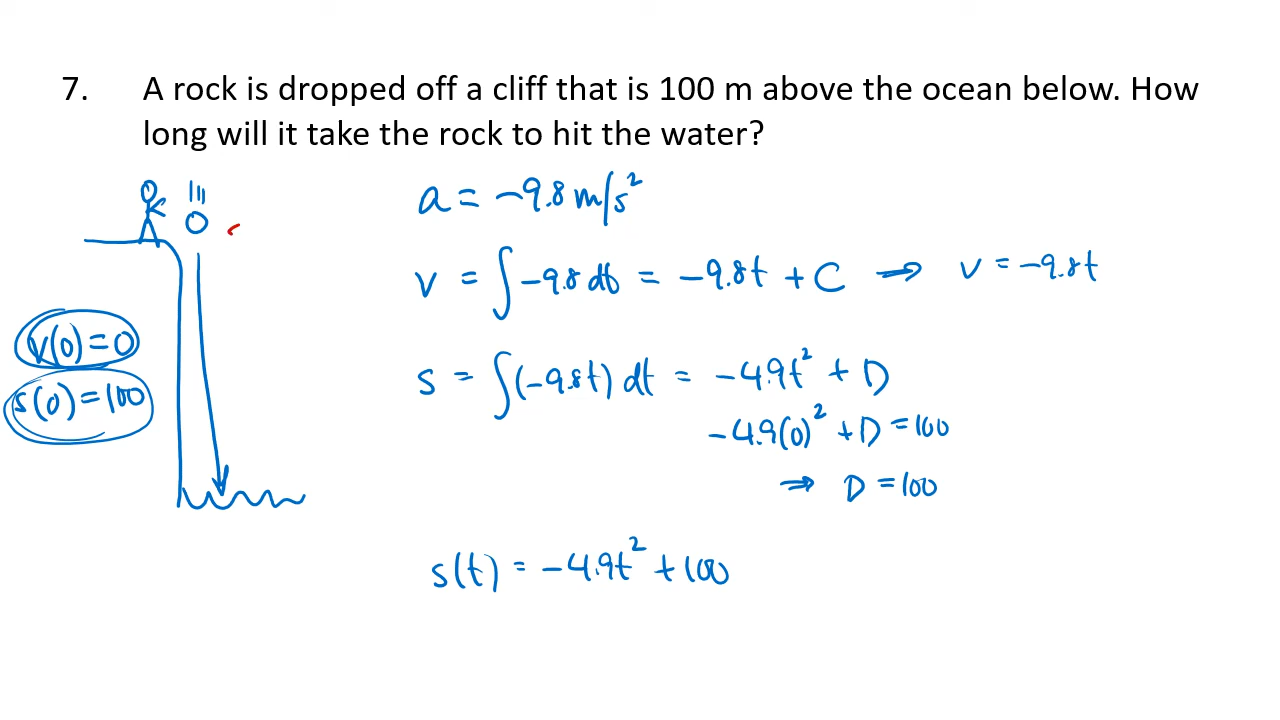 7. A rock is dropped off a cliff that is 100 m above the ocean below. How
long will it take the rock to hit the water?
a = -9.8 m/s²
v = ∫ -9.8 dt = -9.8t + C ⇒ v = -9.8t
v(0) = 0
s(0) = 100
s = ∫(-9.8t) dt = -4.9t² + D
-4.9(0)² + D = 100
⇒ D = 100
s(t) = -4.9t² + 100